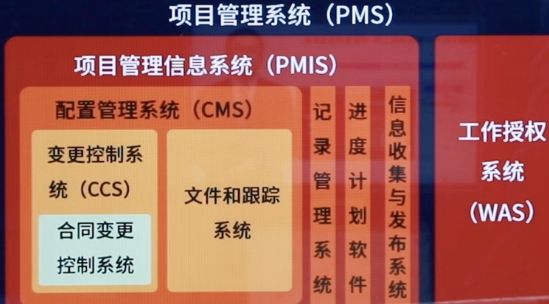 项目管理系统（PMS）
项目管理信息系统（PMIS）
配置管理系统（CMS）
变更控制系
统（CCS）
合同变更
控制系统
文件和跟踪
系统
记录管理系统
进度计划软件
信息收集与发布系统
工作授权
系统
（WAS）